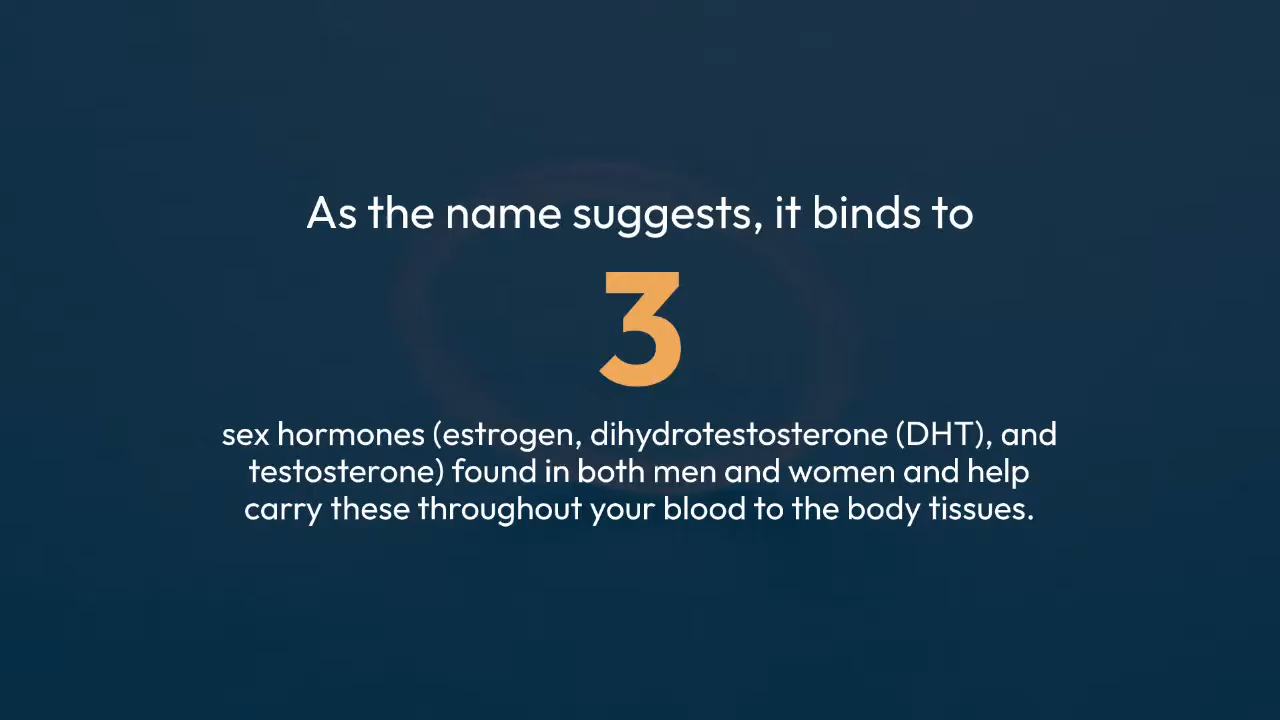 As the name suggests, it binds to
3
sex hormones (estrogen, dihydrotestosterone (DHT), and
testosterone) found in both men and women and help
carry these throughout your blood to the body tissues.